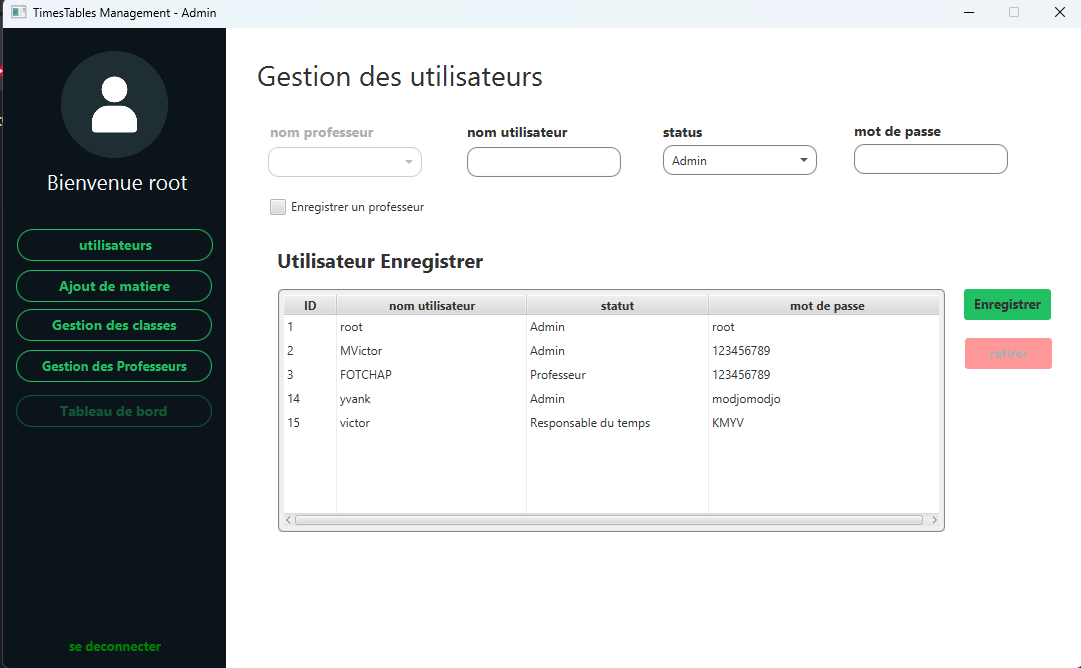 TimesTables Management - Admin
Bienvenue root
utilisateurs
Ajout de matiere
Gestion des classes
Gestion des Professeurs
Tableau de bord
se deconnecter
Gestion des utilisateurs
nom professeur nom utilisateur status mot de passe
Admin
Enregistrer un professeur
Utilisateur Enregistrer
ID nom utilisateur statut mot de passe
1 root Admin root
2 MVictor Admin 123456789
3 FOTCHAP Professeur 123456789
14 yvank Admin modjomodjo
15 victor Responsable du temps KMYV
Enregistrer
retirer